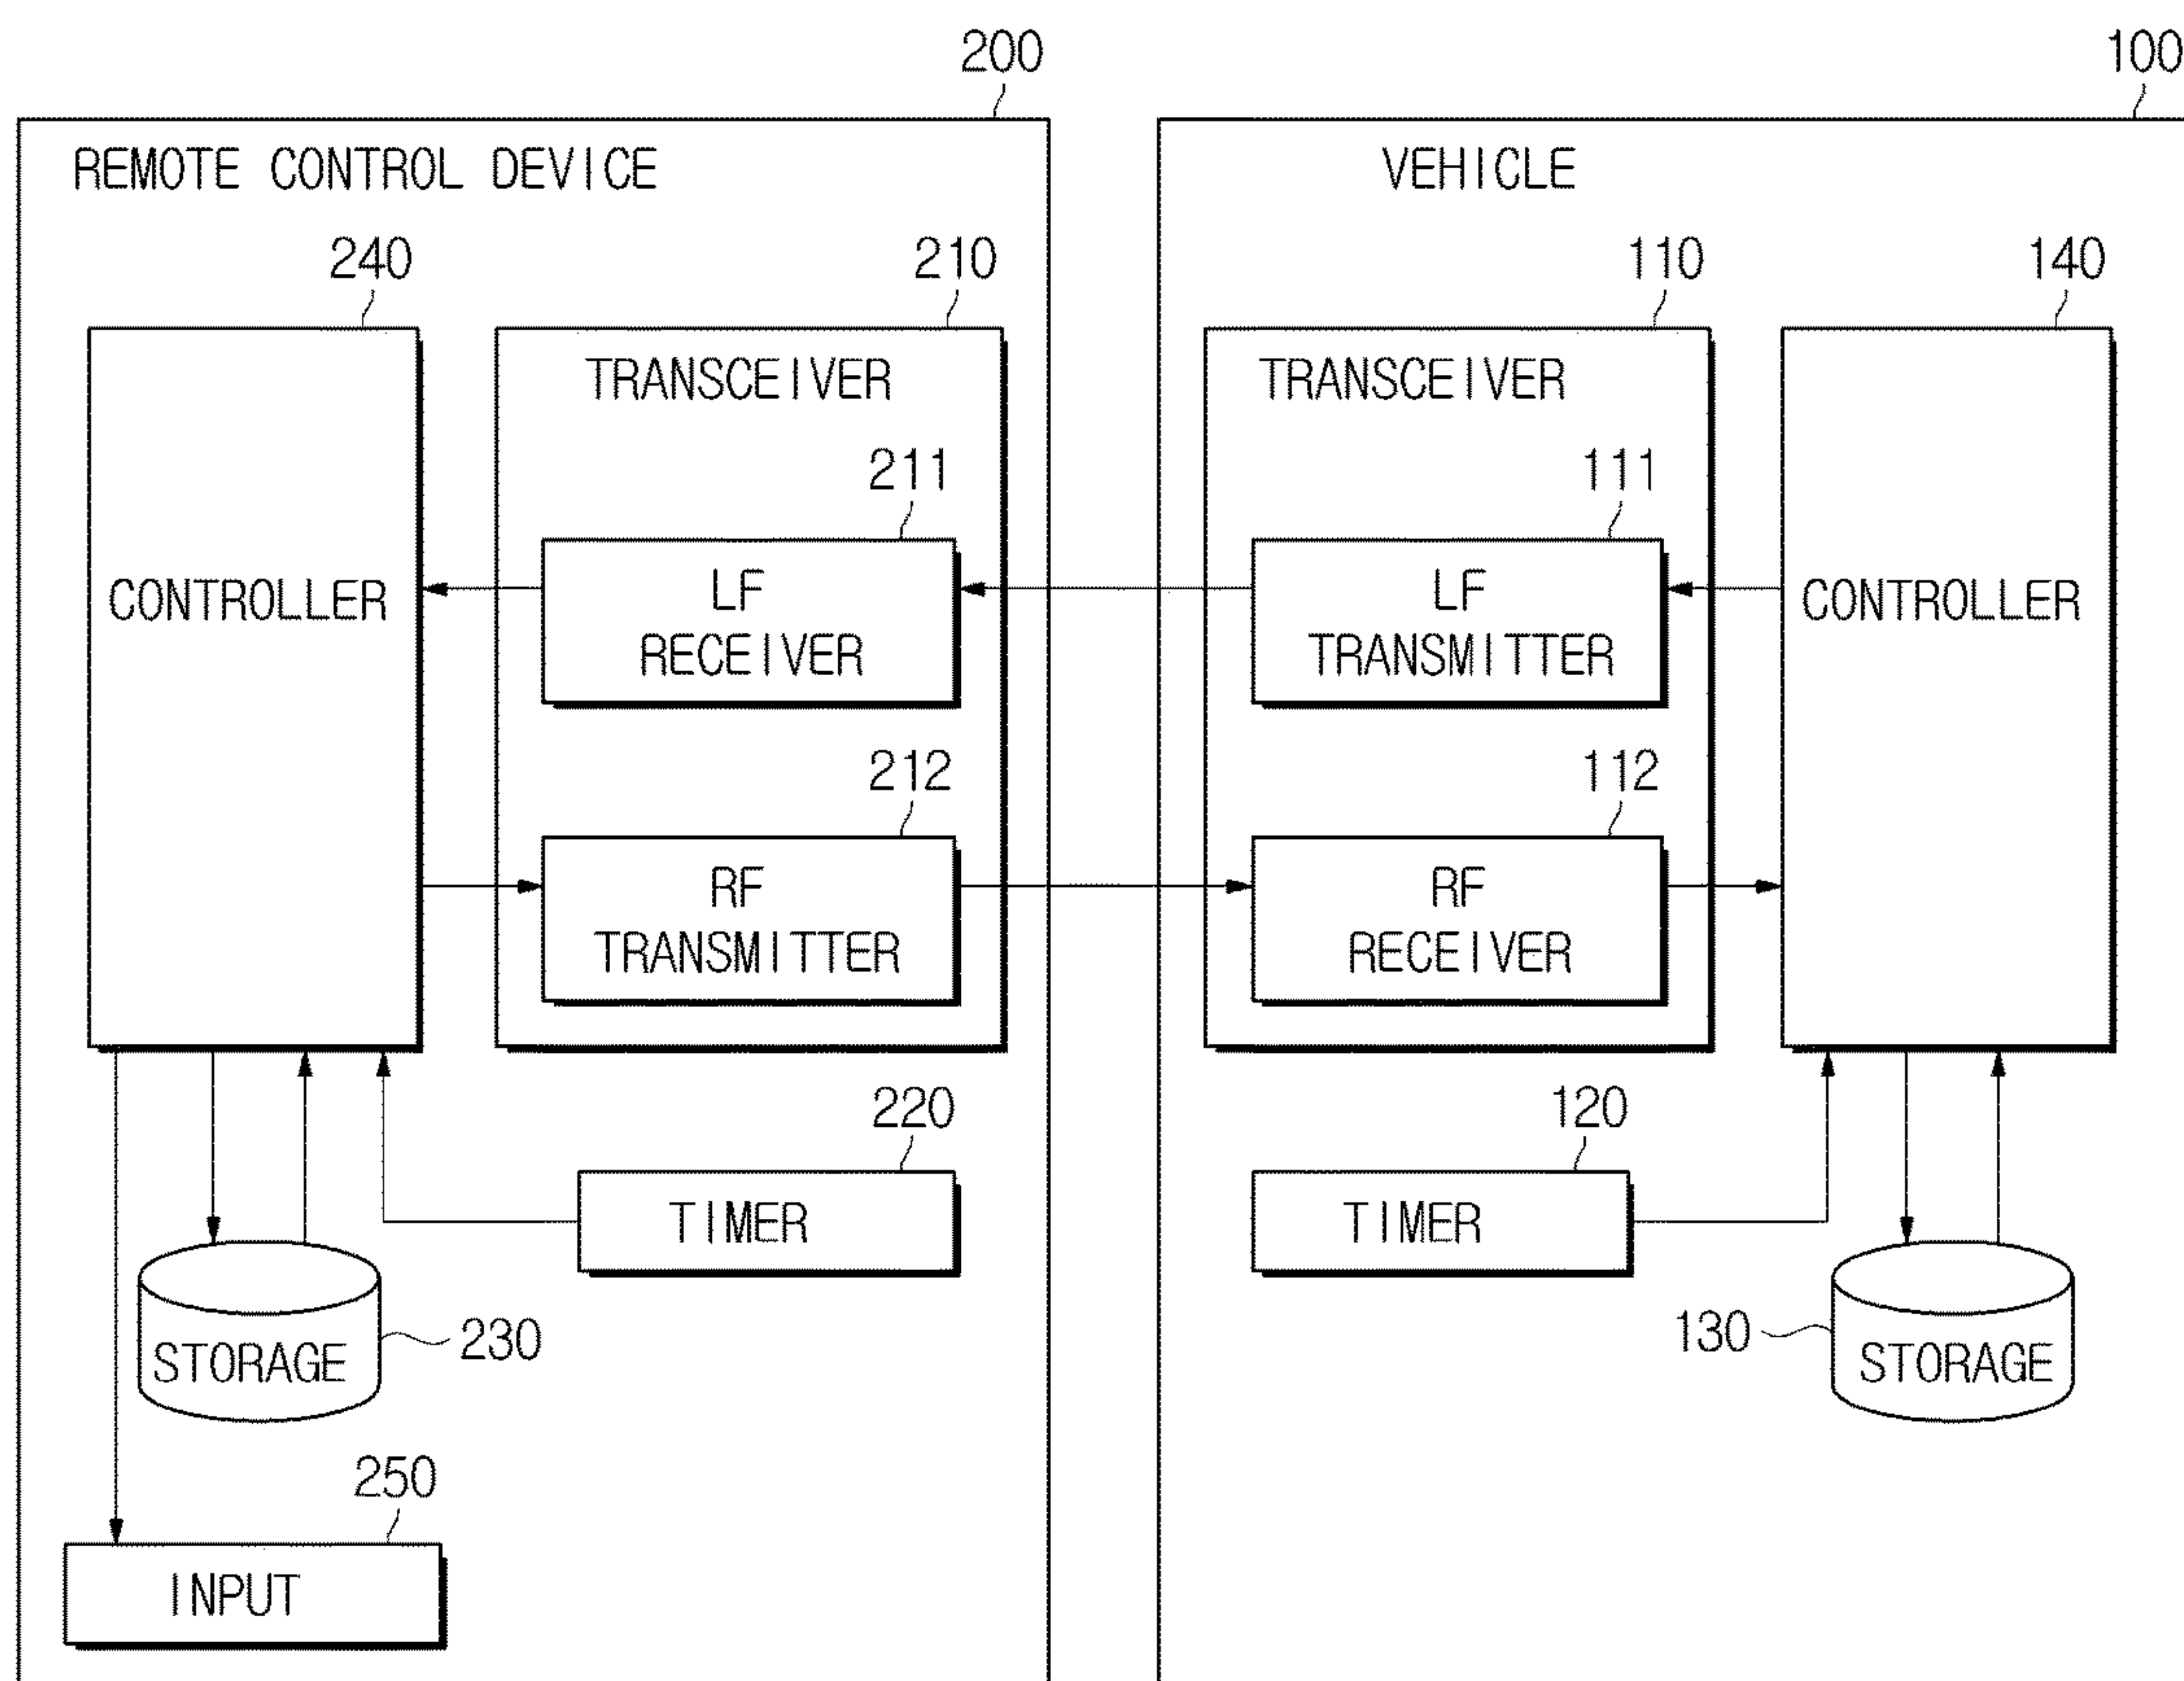 200
100
REMOTE CONTROL DEVICE
VEHICLE
240
210
110
140
TRANSCEIVER
TRANSCEIVER
211
111
CONTROLLER
LF
RECEIVER
LF
TRANSMITTER
CONTROLLER
212
112
RF
TRANSMITTER
RF
RECEIVER
220
120
TIMER
TIMER
230
STORAGE
130
STORAGE
250
INPUT